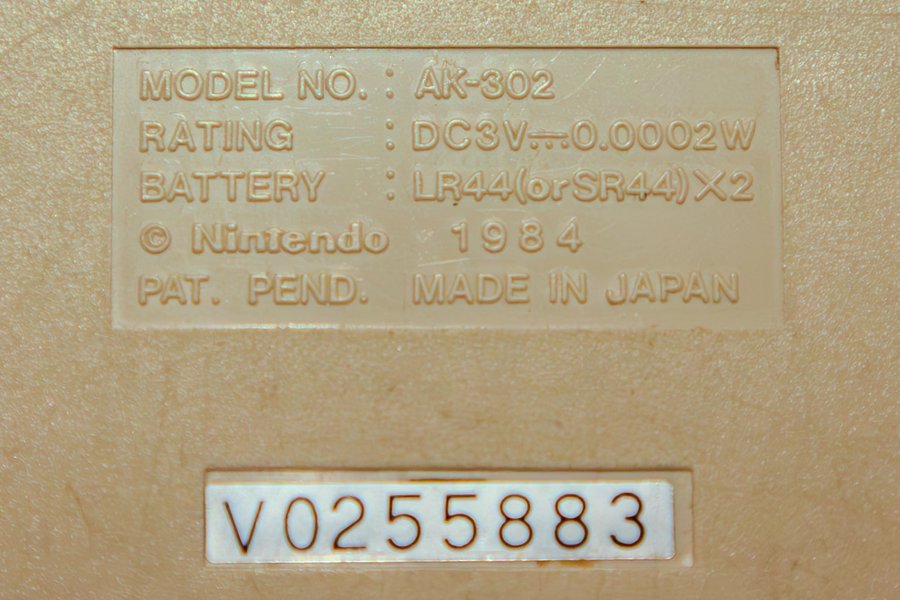 MODEL NO. : AK-302
RATING : DC3V⎓0.0002W
BATTERY : LR44(orSR44)×2
© Nintendo 1984
PAT. PEND. MADE IN JAPAN
V0255883